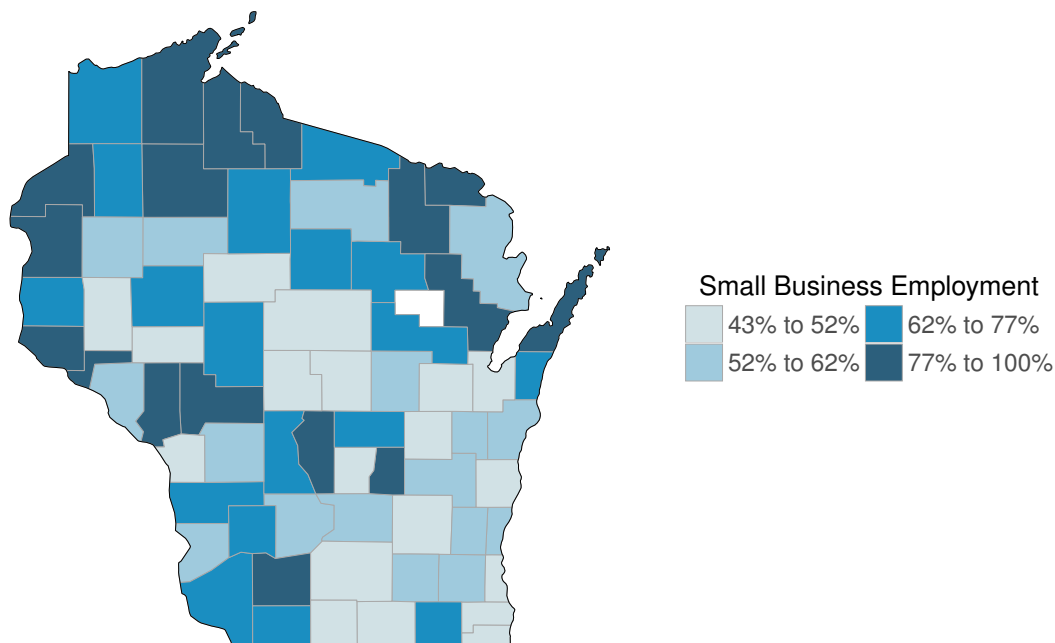 Small Business Employment
43% to 52% 62% to 77%
52% to 62% 77% to 100%